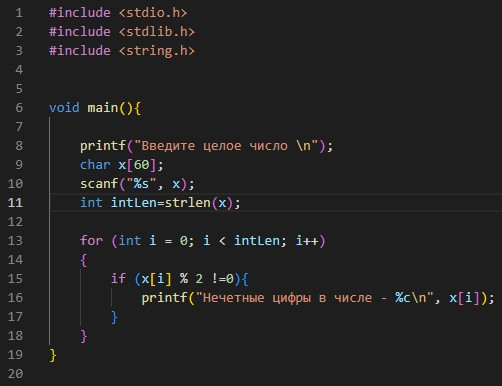 1 #include <stdio.h>
2 #include <stdlib.h>
3 #include <string.h>
4
5
6 void main(){
7
8     printf("Введите целое число \n");
9     char x[60];
10     scanf("%s", x);
11     int intLen=strlen(x);
12
13     for (int i = 0; i < intLen; i++)
14     {
15         if (x[i] % 2 !=0){
16             printf("Нечетные цифры в числе - %c\n", x[i]);
17         }
18     }
19 }
20